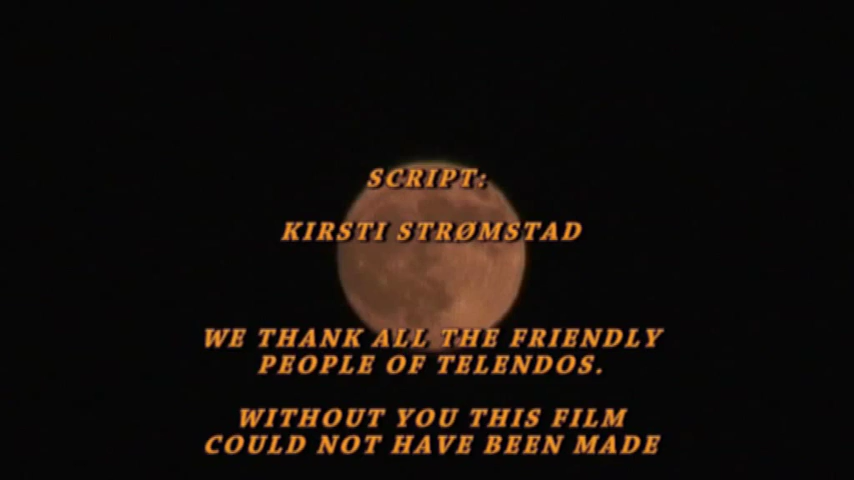 SCRIPT:
KIRSTI STRØMSTAD
WE THANK ALL THE FRIENDLY
PEOPLE OF TELENDOS.
WITHOUT YOU THIS FILM
COULD NOT HAVE BEEN MADE